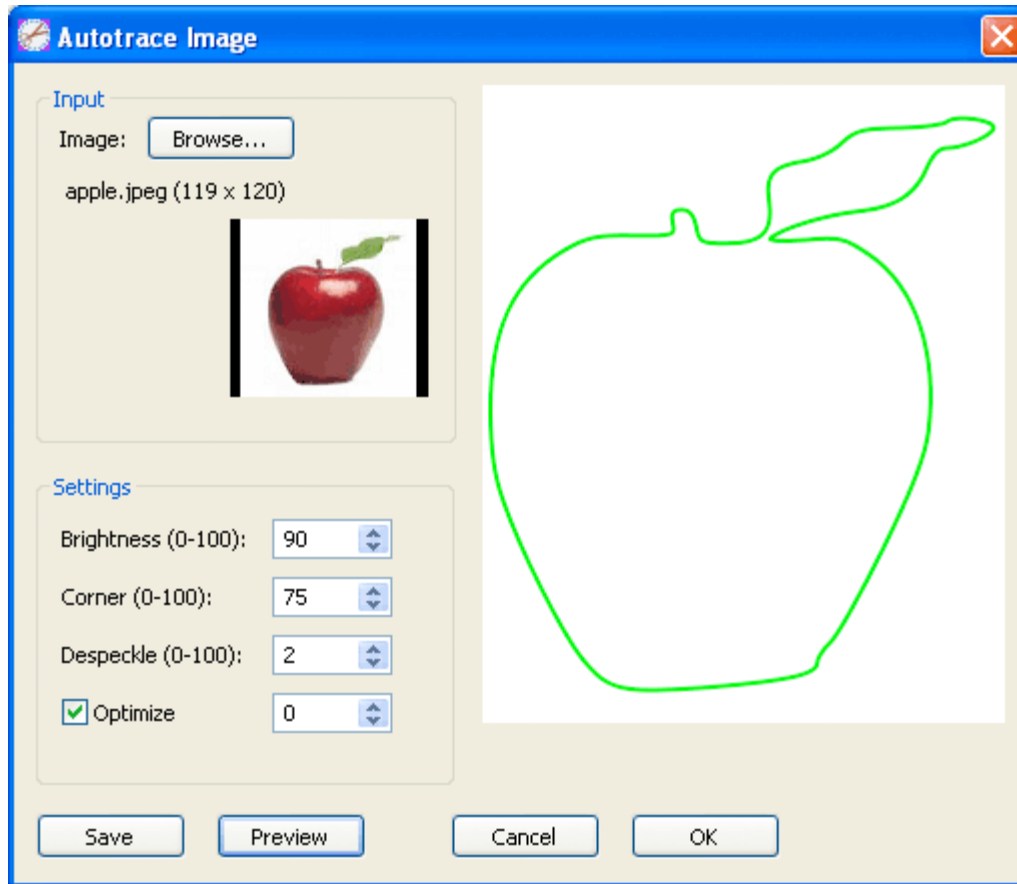 Autotrace Image
Input
Image: Browse...
apple.jpeg (119 x 120)
Settings
Brightness (0-100): 90
Corner (0-100): 75
Despeckle (0-100): 2
Optimize 0
Save Preview Cancel OK